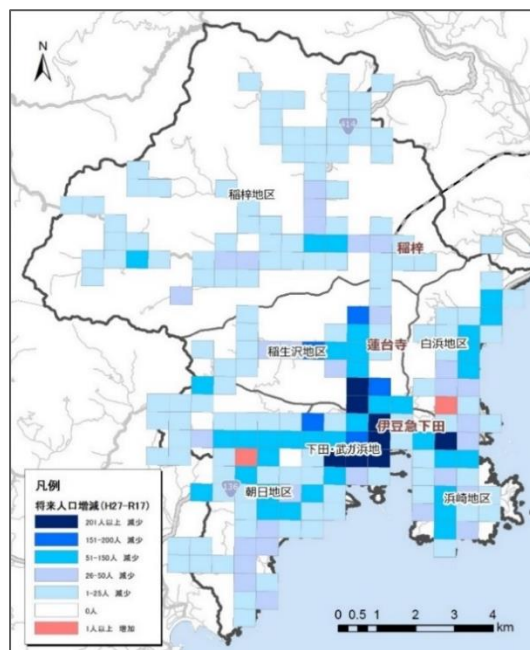 N
414
稲梓地区
稲梓
蓮台寺
白浜地区
稲生沢地区
伊豆急下田
下田・武ガ浜地
朝日地区
136
浜崎地区
凡例
将来人口増減(H27-R17)
201人以上 減少
151-200人 減少
51-150人 減少
26-50人 減少
1-25人 減少
0人
1人以上 増加
0 0.5 1 2 3 4
km